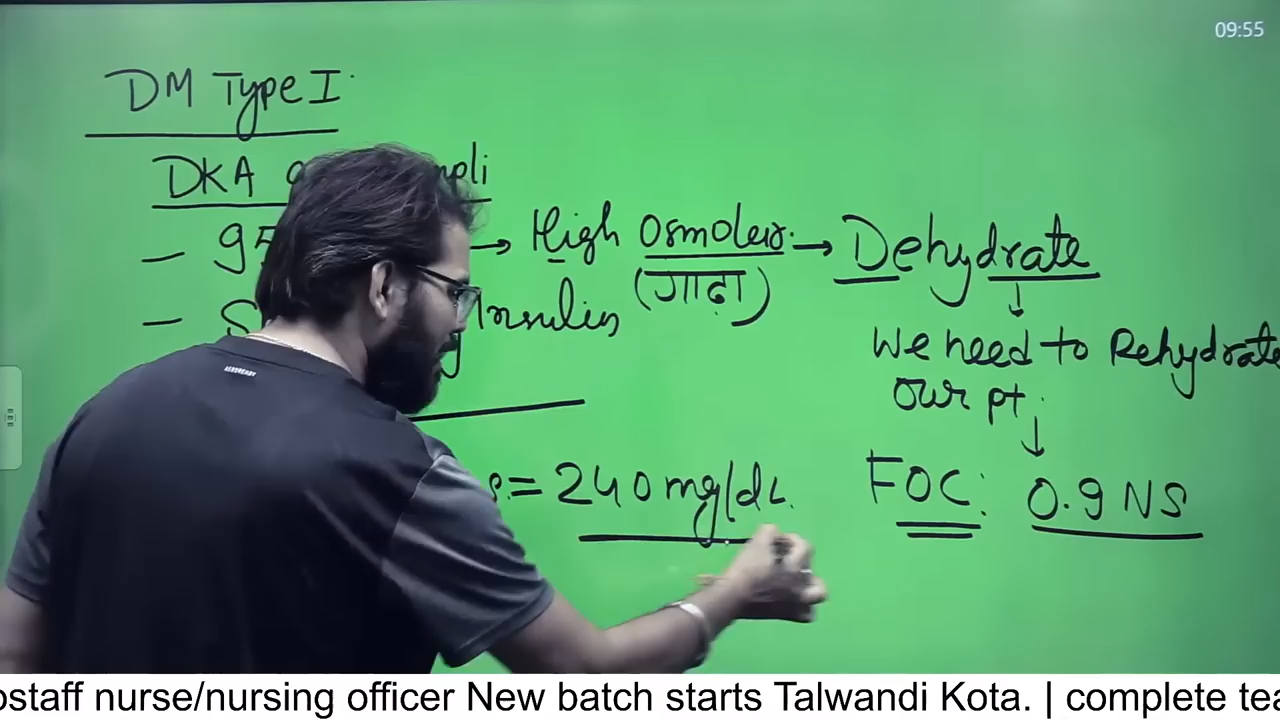 09:55
DM Type I
DKA
→ High Osmolar. → Dehydrate
(गाढ़ा)
Insulin
We need to Rehydrate
our pt.
= 240 mg/dL.
FOC: 0.9 NS
staff nurse/nursing officer New batch starts Talwandi Kota. | complete